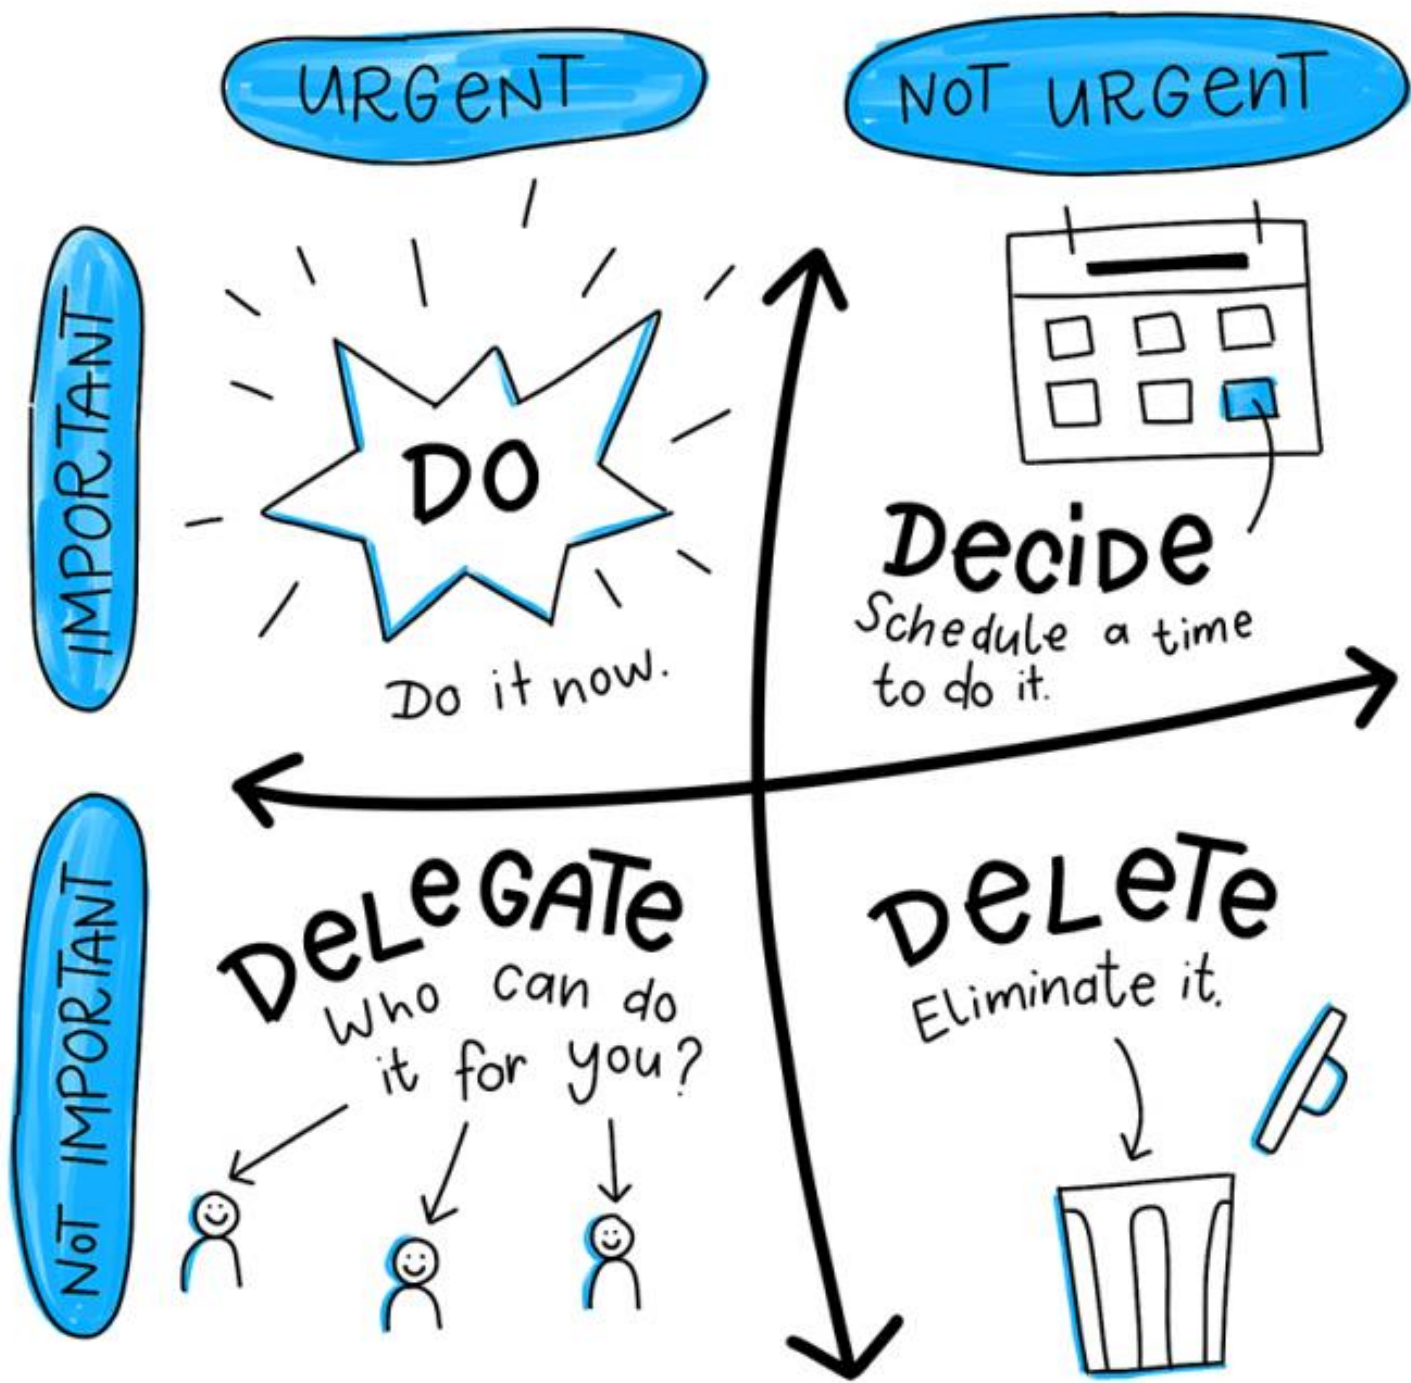 URGeNT
NOT URGenT
IMPORTANT
DO
Do it now.
DeciDe
Schedule a time
to do it.
NoT IMPORTANT
DeLeGATe
Who can do
it for you?
DeLeTe
Eliminate it.